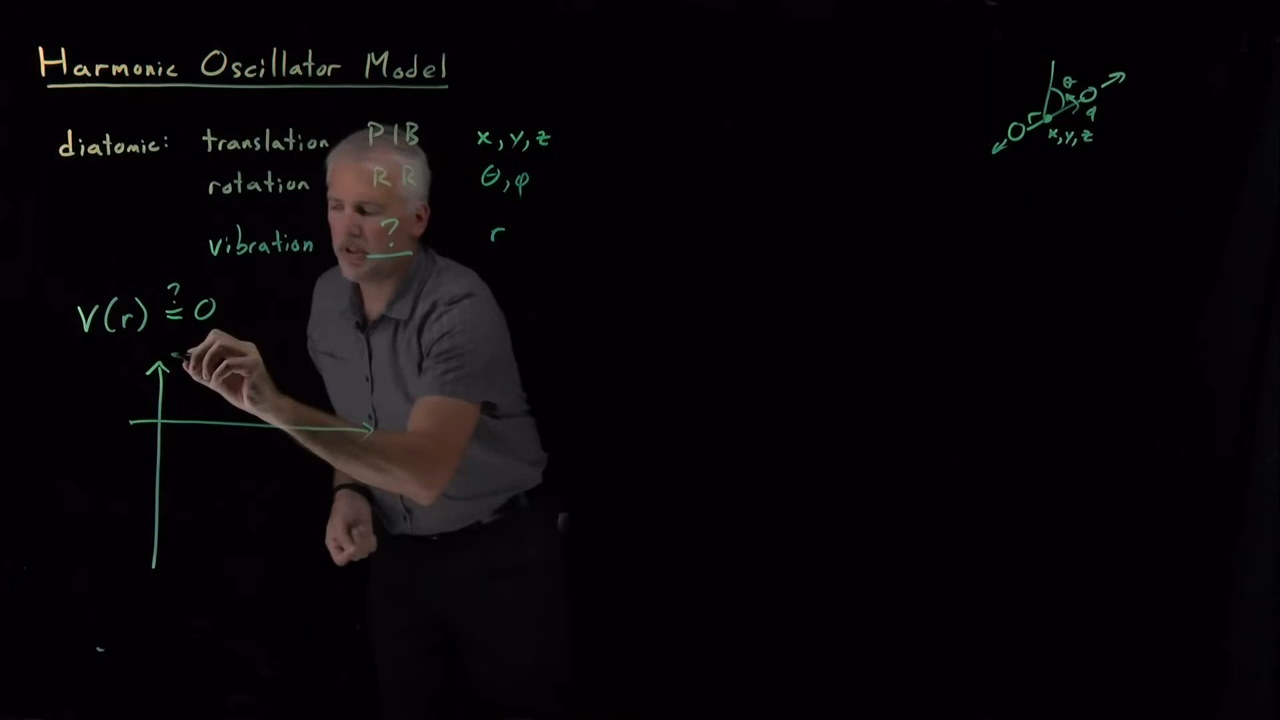 Harmonic Oscillator Model
diatomic: translation PIB x, y, z
rotation RR θ, φ
vibration ? r
V(r) ≟ 0
θ
r
φ
x, y, z